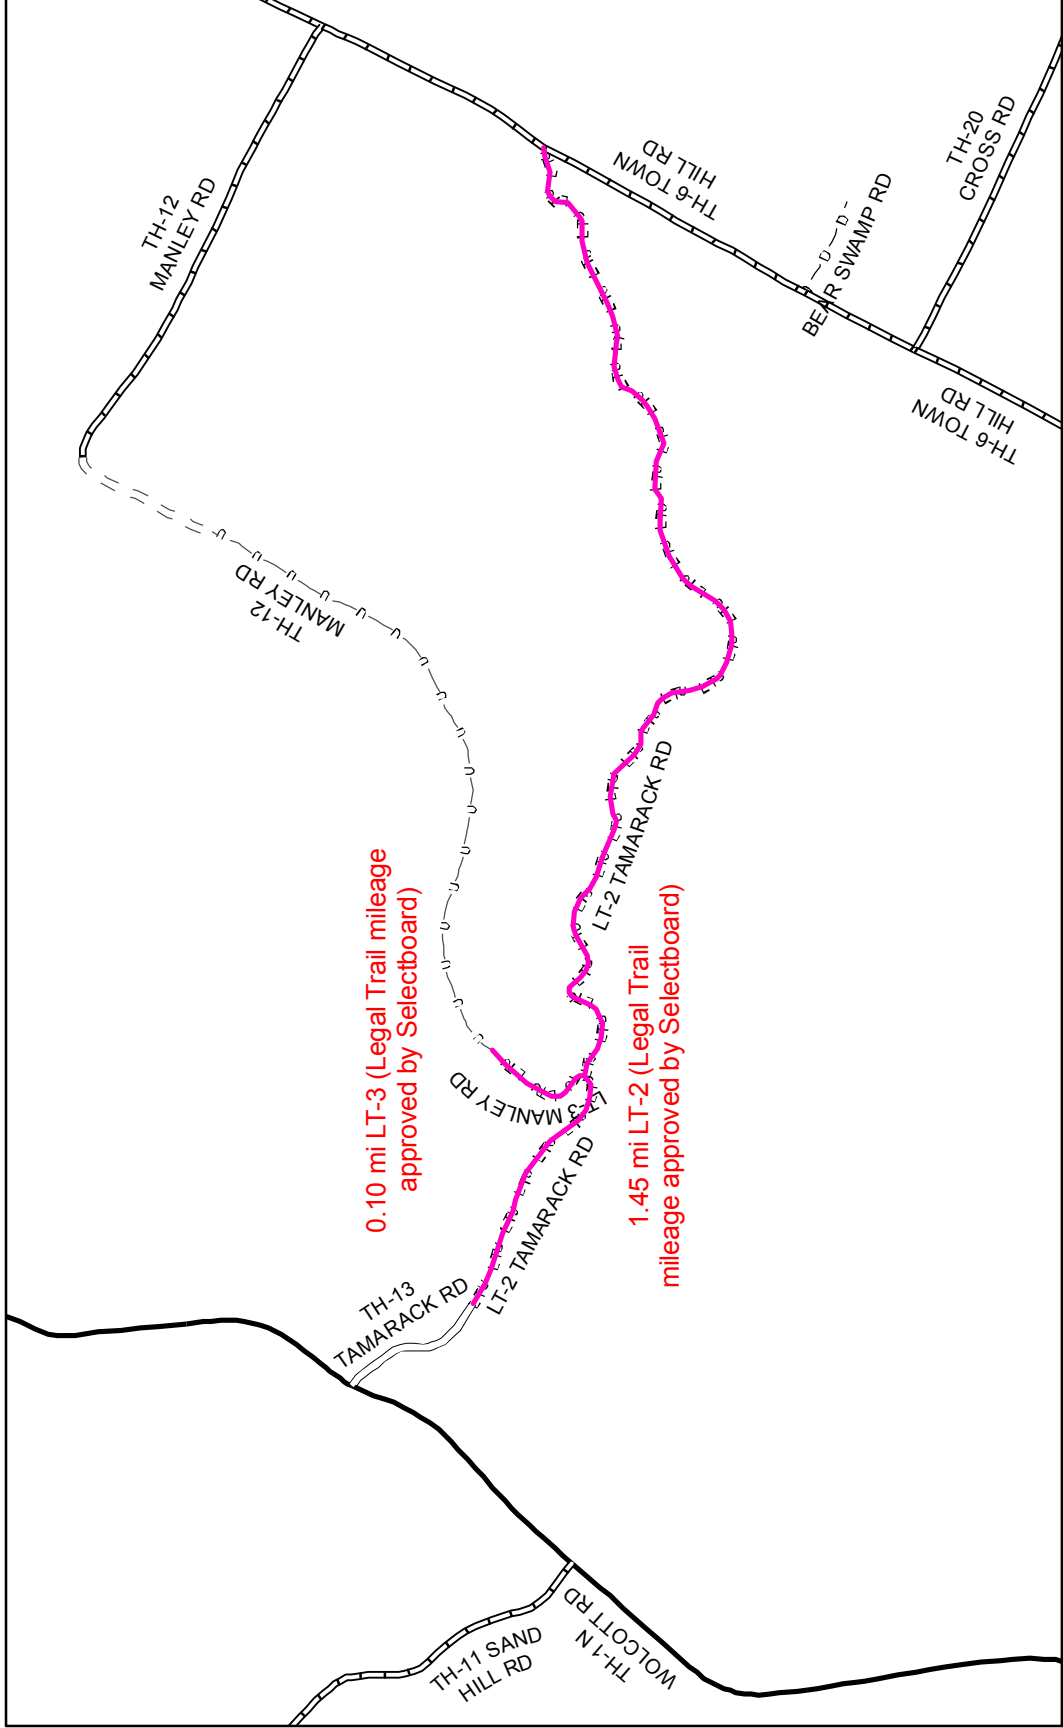 TH-12
MANLEY RD
TH-6 TOWN
HILL RD
TH-20
CROSS RD
D D
BEAR SWAMP RD
TH-6 TOWN
HILL RD
TH-12
MANLEY RD
LT-2 TAMARACK RD
0.10 mi LT-3 (Legal Trail mileage
approved by Selectboard)
1.45 mi LT-2 (Legal Trail
mileage approved by Selectboard)
LT-3 MANLEY RD
LT-2 TAMARACK RD
TH-13
TAMARACK RD
TH-11 SAND
HILL RD
TH-1 N
WOLCOTT RD